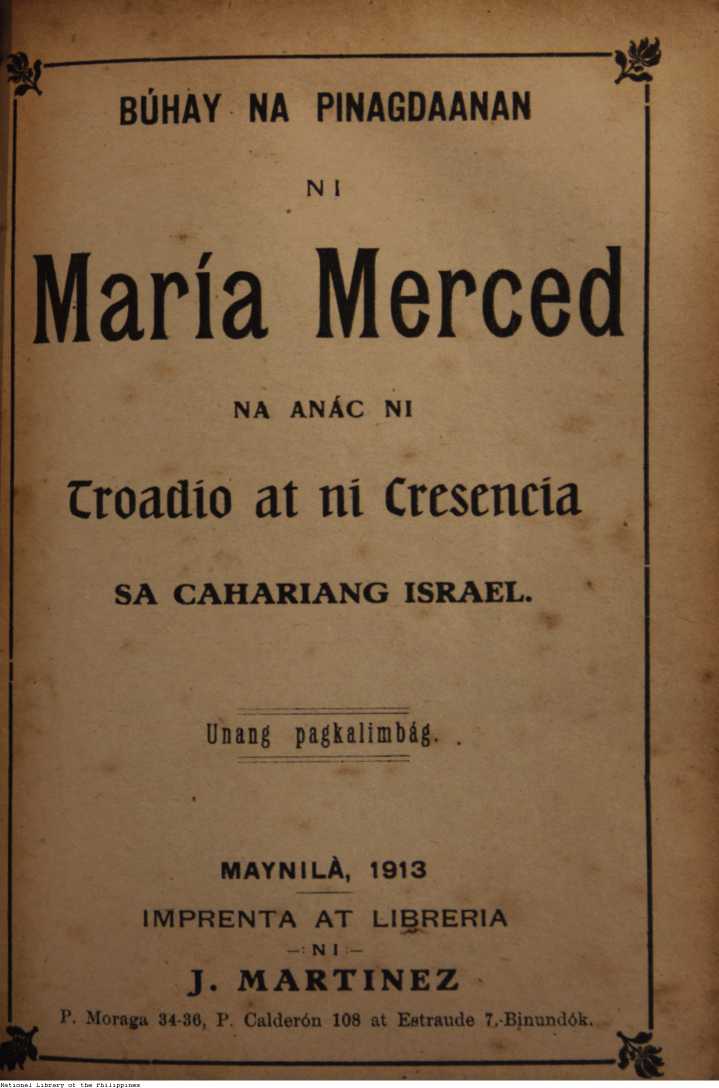 BÚHAY NA PINAGDAANAN
NI
María Merced
NA ANÁC NI
Troadio at ni Cresencia
SA CAHARIANG ISRAEL.
Unang pagkalimbág.
MAYNILÀ, 1913
IMPRENTA AT LIBRERIA
—: NI :—
J. MARTINEZ
P. Moraga 34-36, P. Calderón 108 at Estraude 7,-Binundók.
National Library of the Philippines